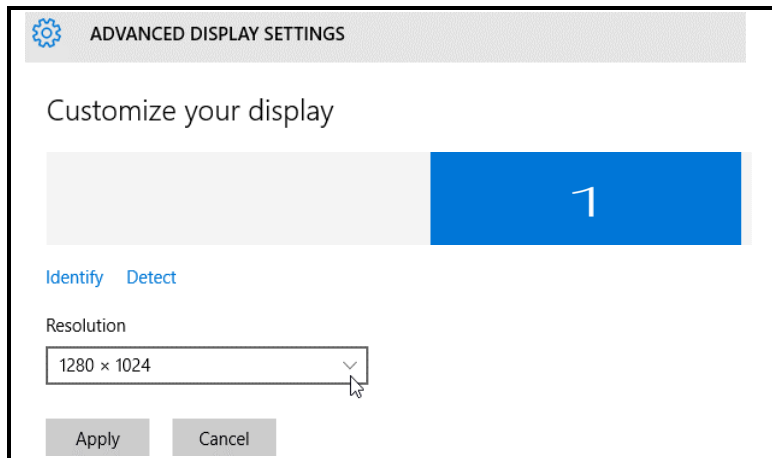 ADVANCED DISPLAY SETTINGS
Customize your display
1
Identify Detect
Resolution
1280 × 1024
Apply Cancel